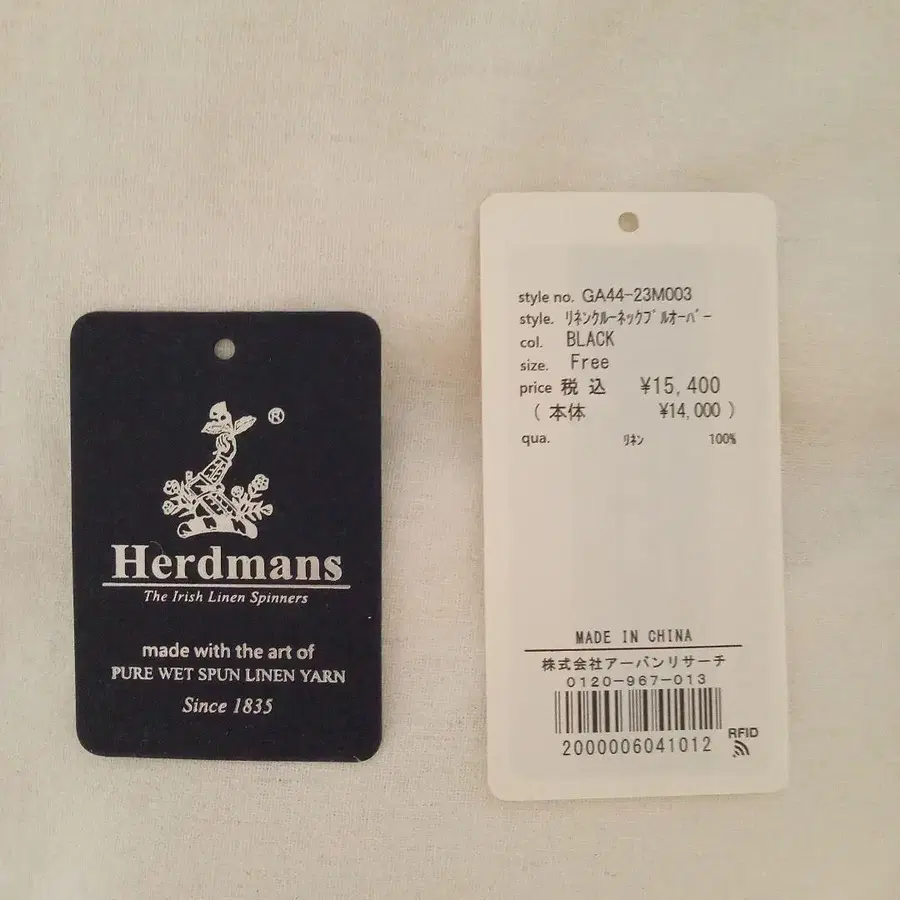 ®
Herdmans
The Irish Linen Spinners
made with the art of
PURE WET SPUN LINEN YARN
Since 1835
style no. GA44-23M003
style. ﾘﾈﾝｸﾙｰﾈｯｸﾌﾟﾙｵｰﾊﾞｰ
col. BLACK
size. Free
price 税込 ¥15,400
(本体 ¥14,000)
qua. ﾘﾈﾝ 100%
MADE IN CHINA
株式会社アーバンリサーチ
0120-967-013
2000006041012
RFID